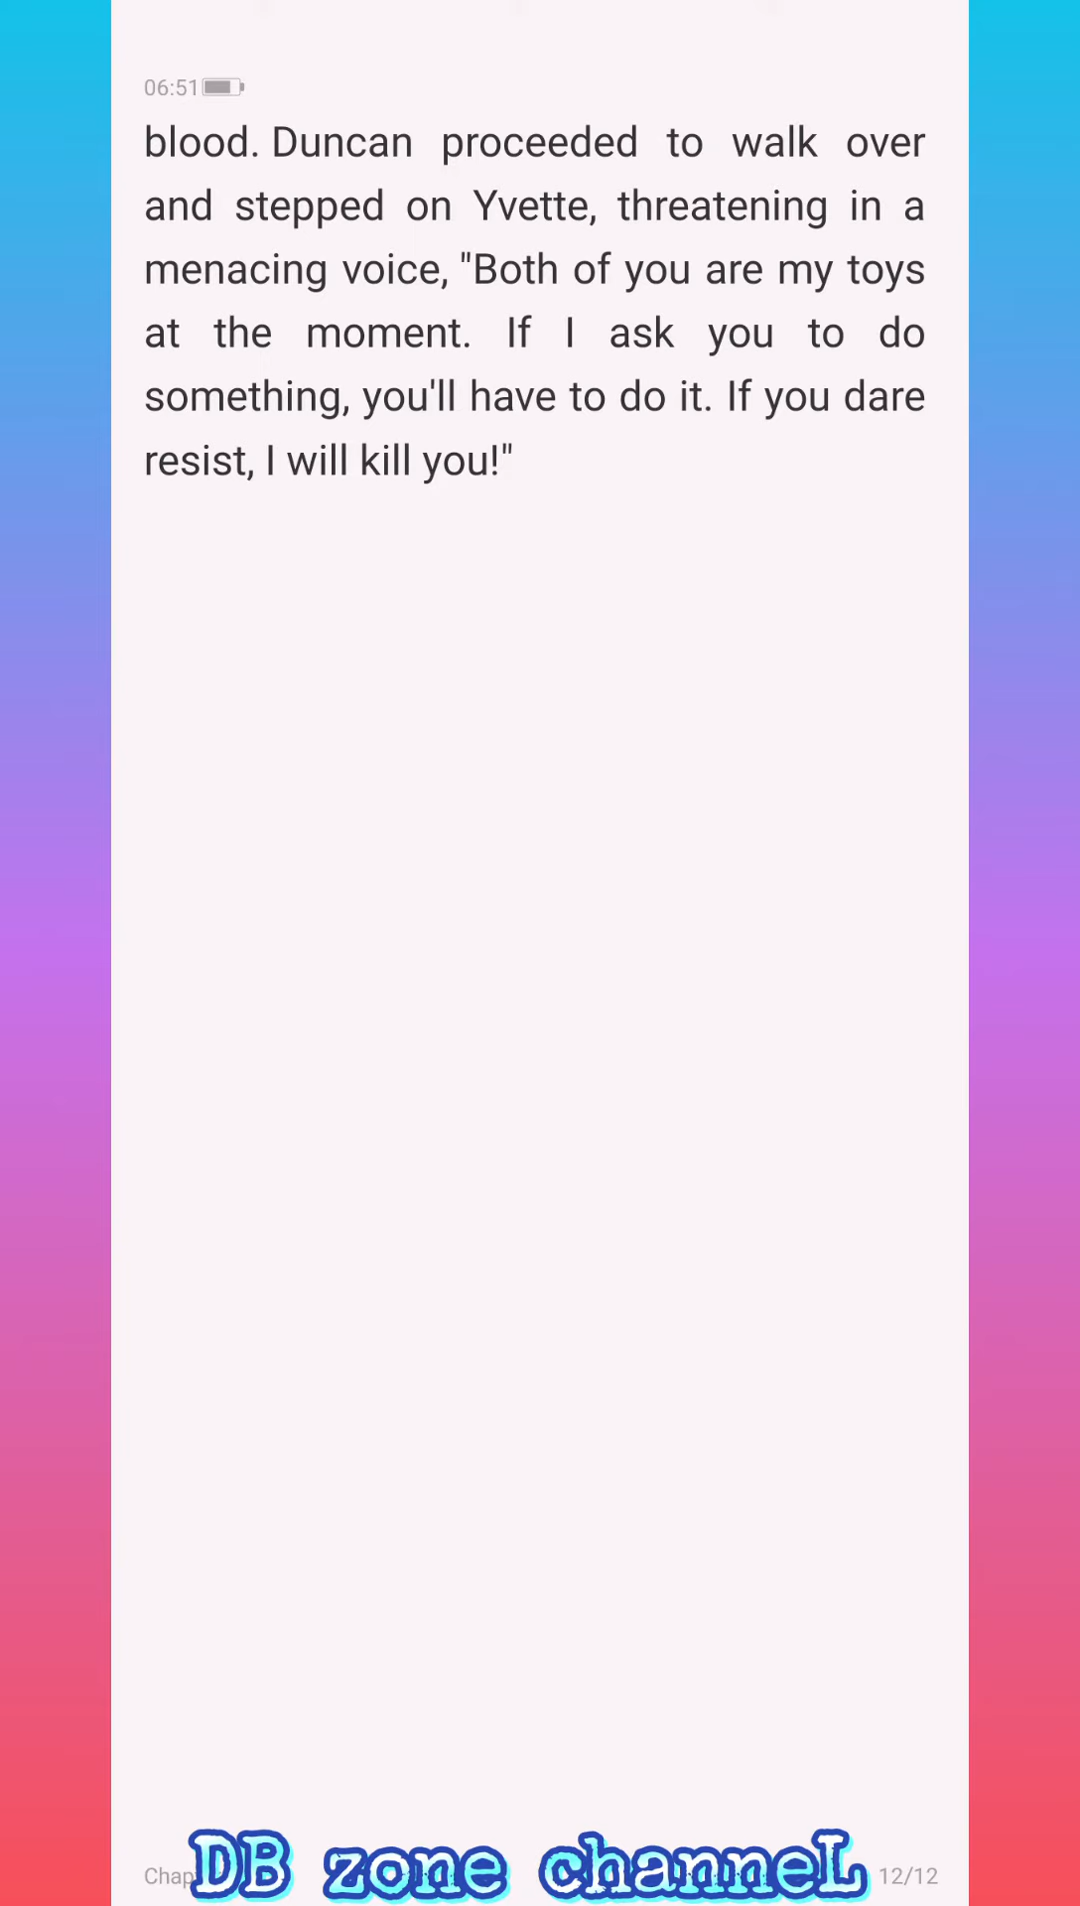 06:51
blood. Duncan proceeded to walk over
and stepped on Yvette, threatening in a
menacing voice, "Both of you are my toys
at the moment. If I ask you to do
something, you'll have to do it. If you dare
resist, I will kill you!"
DB zone channeL
12/12